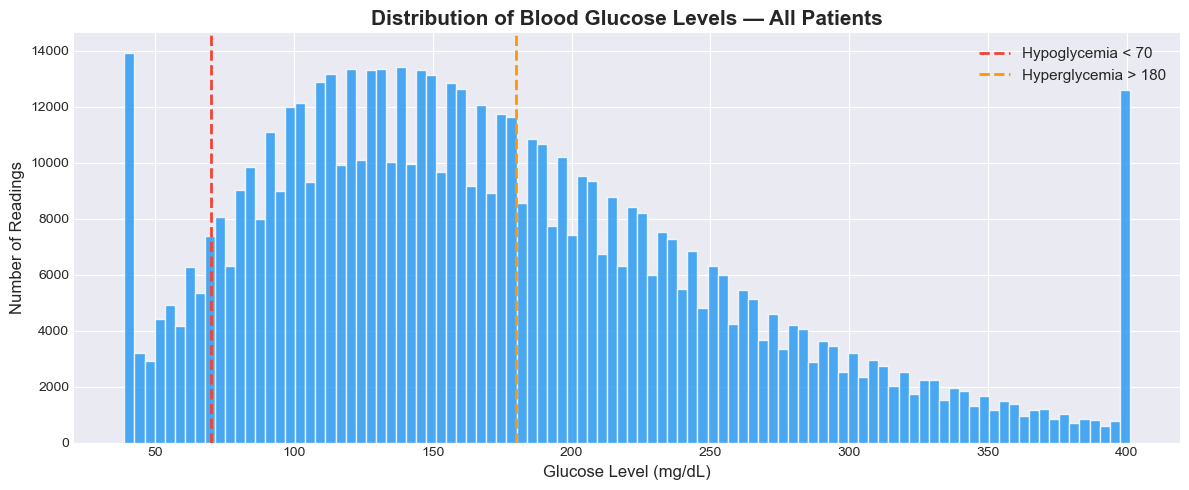 Distribution of Blood Glucose Levels — All Patients
Hypoglycemia < 70
Hyperglycemia > 180
Number of Readings
14000
12000
10000
8000
6000
4000
2000
0
50 100 150 200 250 300 350 400
Glucose Level (mg/dL)